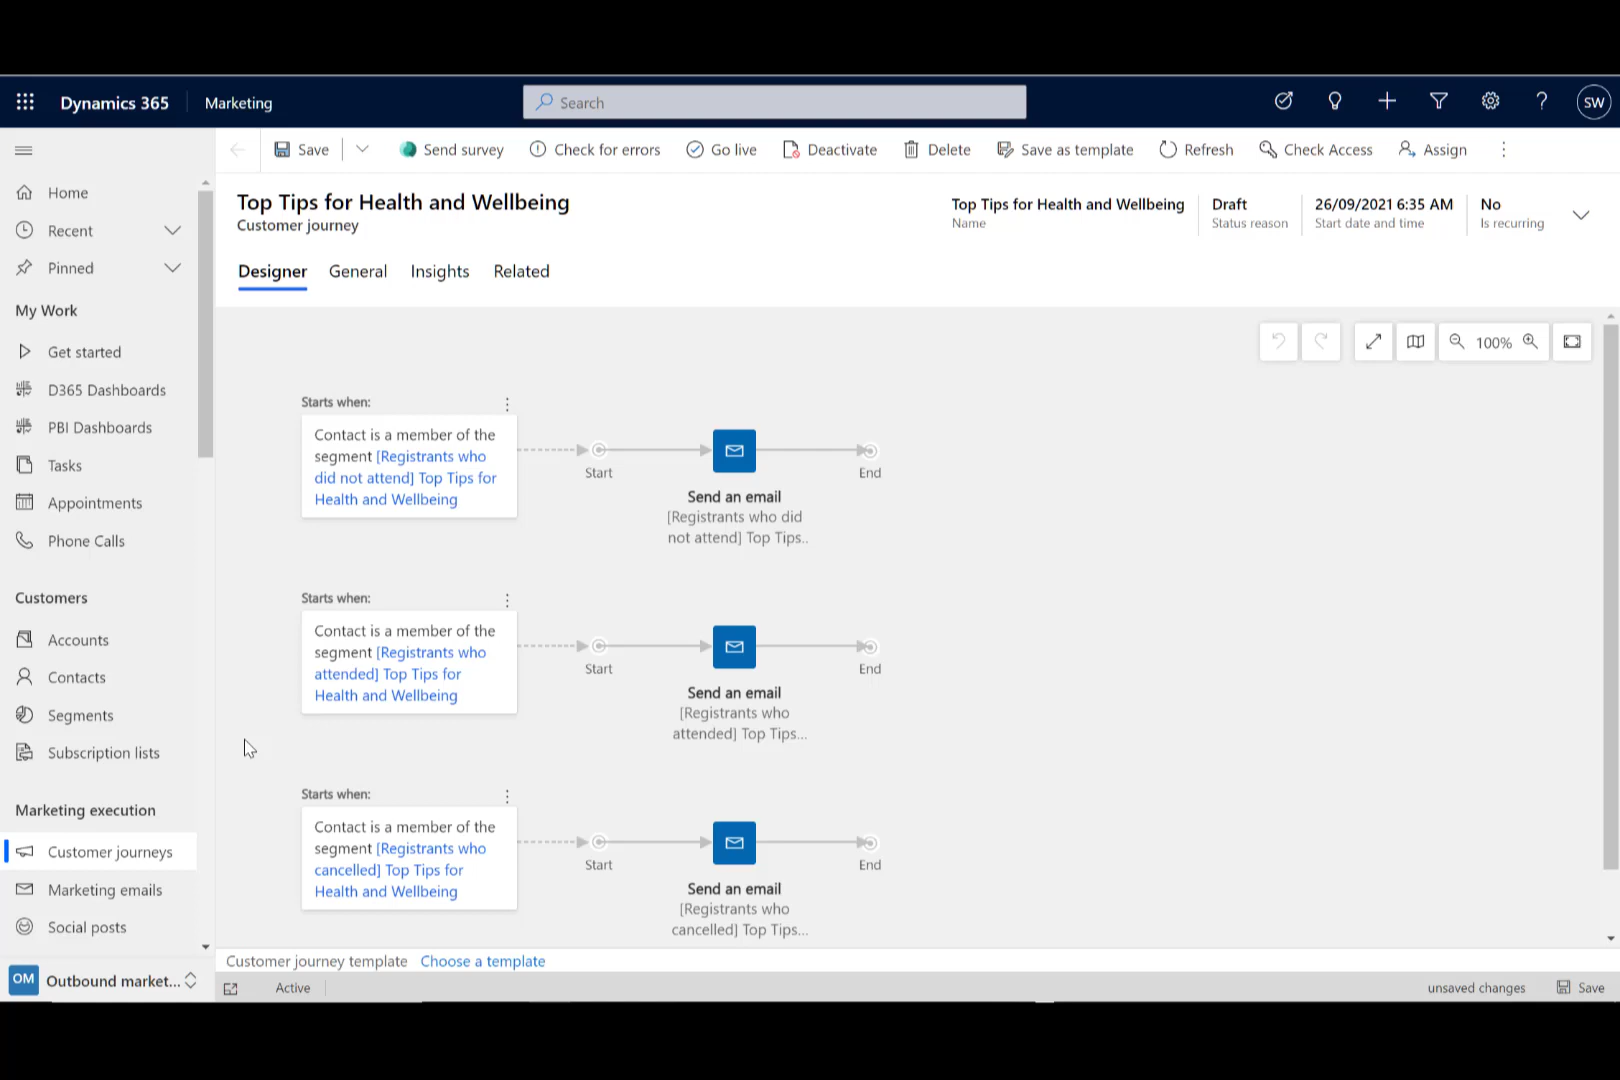 Dynamics 365
Marketing
Search
SW
Save
Send survey
Check for errors
Go live
Deactivate
Delete
Save as template
Refresh
Check Access
Assign
Home
Recent
Pinned
My Work
Get started
D365 Dashboards
PBI Dashboards
Tasks
Appointments
Phone Calls
Customers
Accounts
Contacts
Segments
Subscription lists
Marketing execution
Customer journeys
Marketing emails
Social posts
OM
Outbound market...
Top Tips for Health and Wellbeing
Customer journey
Top Tips for Health and Wellbeing
Name
Draft
Status reason
26/09/2021 6:35 AM
Start date and time
No
Is recurring
Designer
General
Insights
Related
100%
Starts when:
Contact is a member of the
segment [Registrants who
did not attend] Top Tips for
Health and Wellbeing
Start
Send an email
[Registrants who did
not attend] Top Tips..
End
Starts when:
Contact is a member of the
segment [Registrants who
attended] Top Tips for
Health and Wellbeing
Start
Send an email
[Registrants who
attended] Top Tips...
End
Starts when:
Contact is a member of the
segment [Registrants who
cancelled] Top Tips for
Health and Wellbeing
Start
Send an email
[Registrants who
cancelled] Top Tips...
End
Customer journey template
Choose a template
Active
unsaved changes
Save